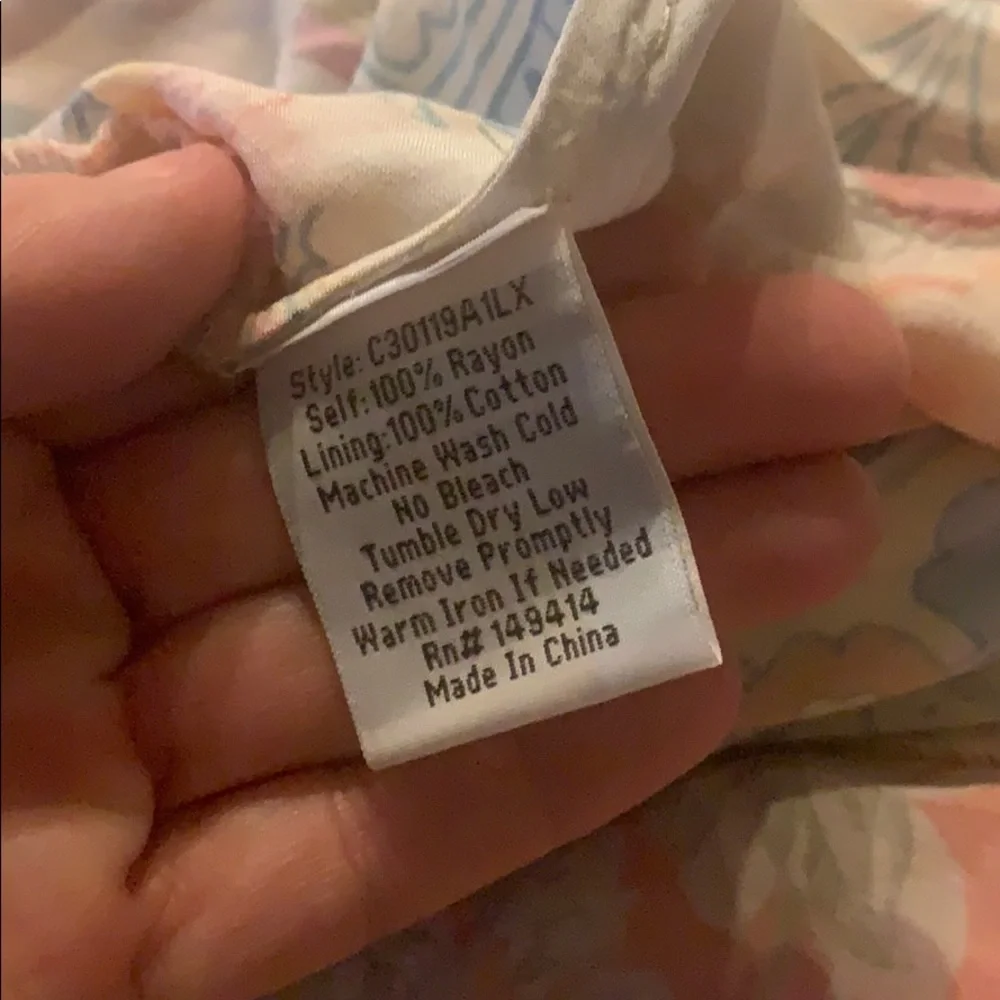 Style: C30119A1LX
Self:100% Rayon
Lining:100% Cotton
Machine Wash Cold
No Bleach
Tumble Dry Low
Remove Promptly
Warm Iron If Needed
Rn# 149414
Made In China